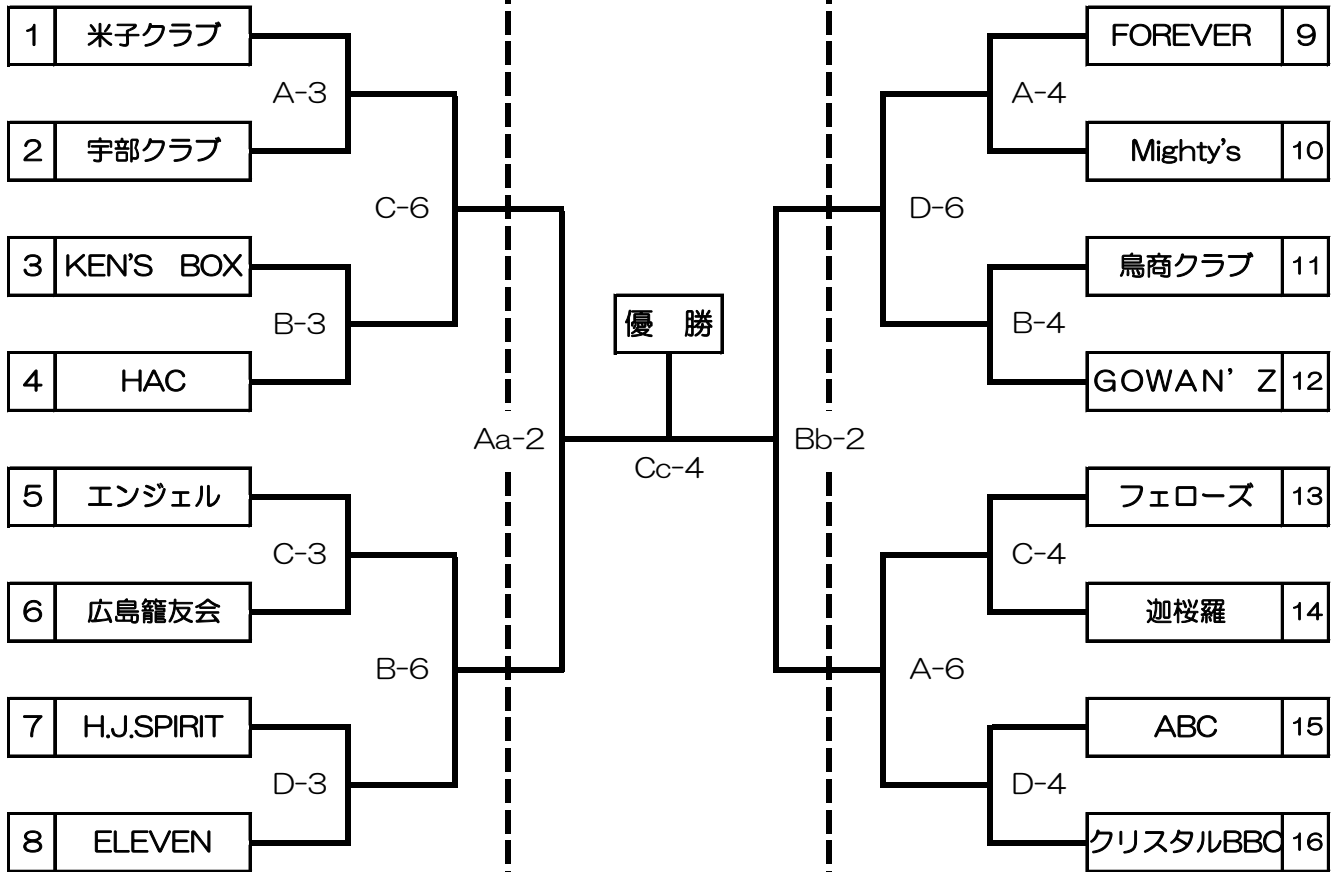 1 米子クラブ
A-3
2 宇部クラブ
C-6
3 KEN'S BOX
B-3
4 HAC
Aa-2
5 エンジェル
C-3
6 広島籠友会
B-6
7 H.J.SPIRIT
D-3
8 ELEVEN
優 勝
Cc-4
FOREVER 9
A-4
Mighty's 10
D-6
鳥商クラブ 11
B-4
GOWAN' Z 12
Bb-2
フェローズ 13
C-4
迦桜羅 14
A-6
ABC 15
D-4
クリスタルBBC 16